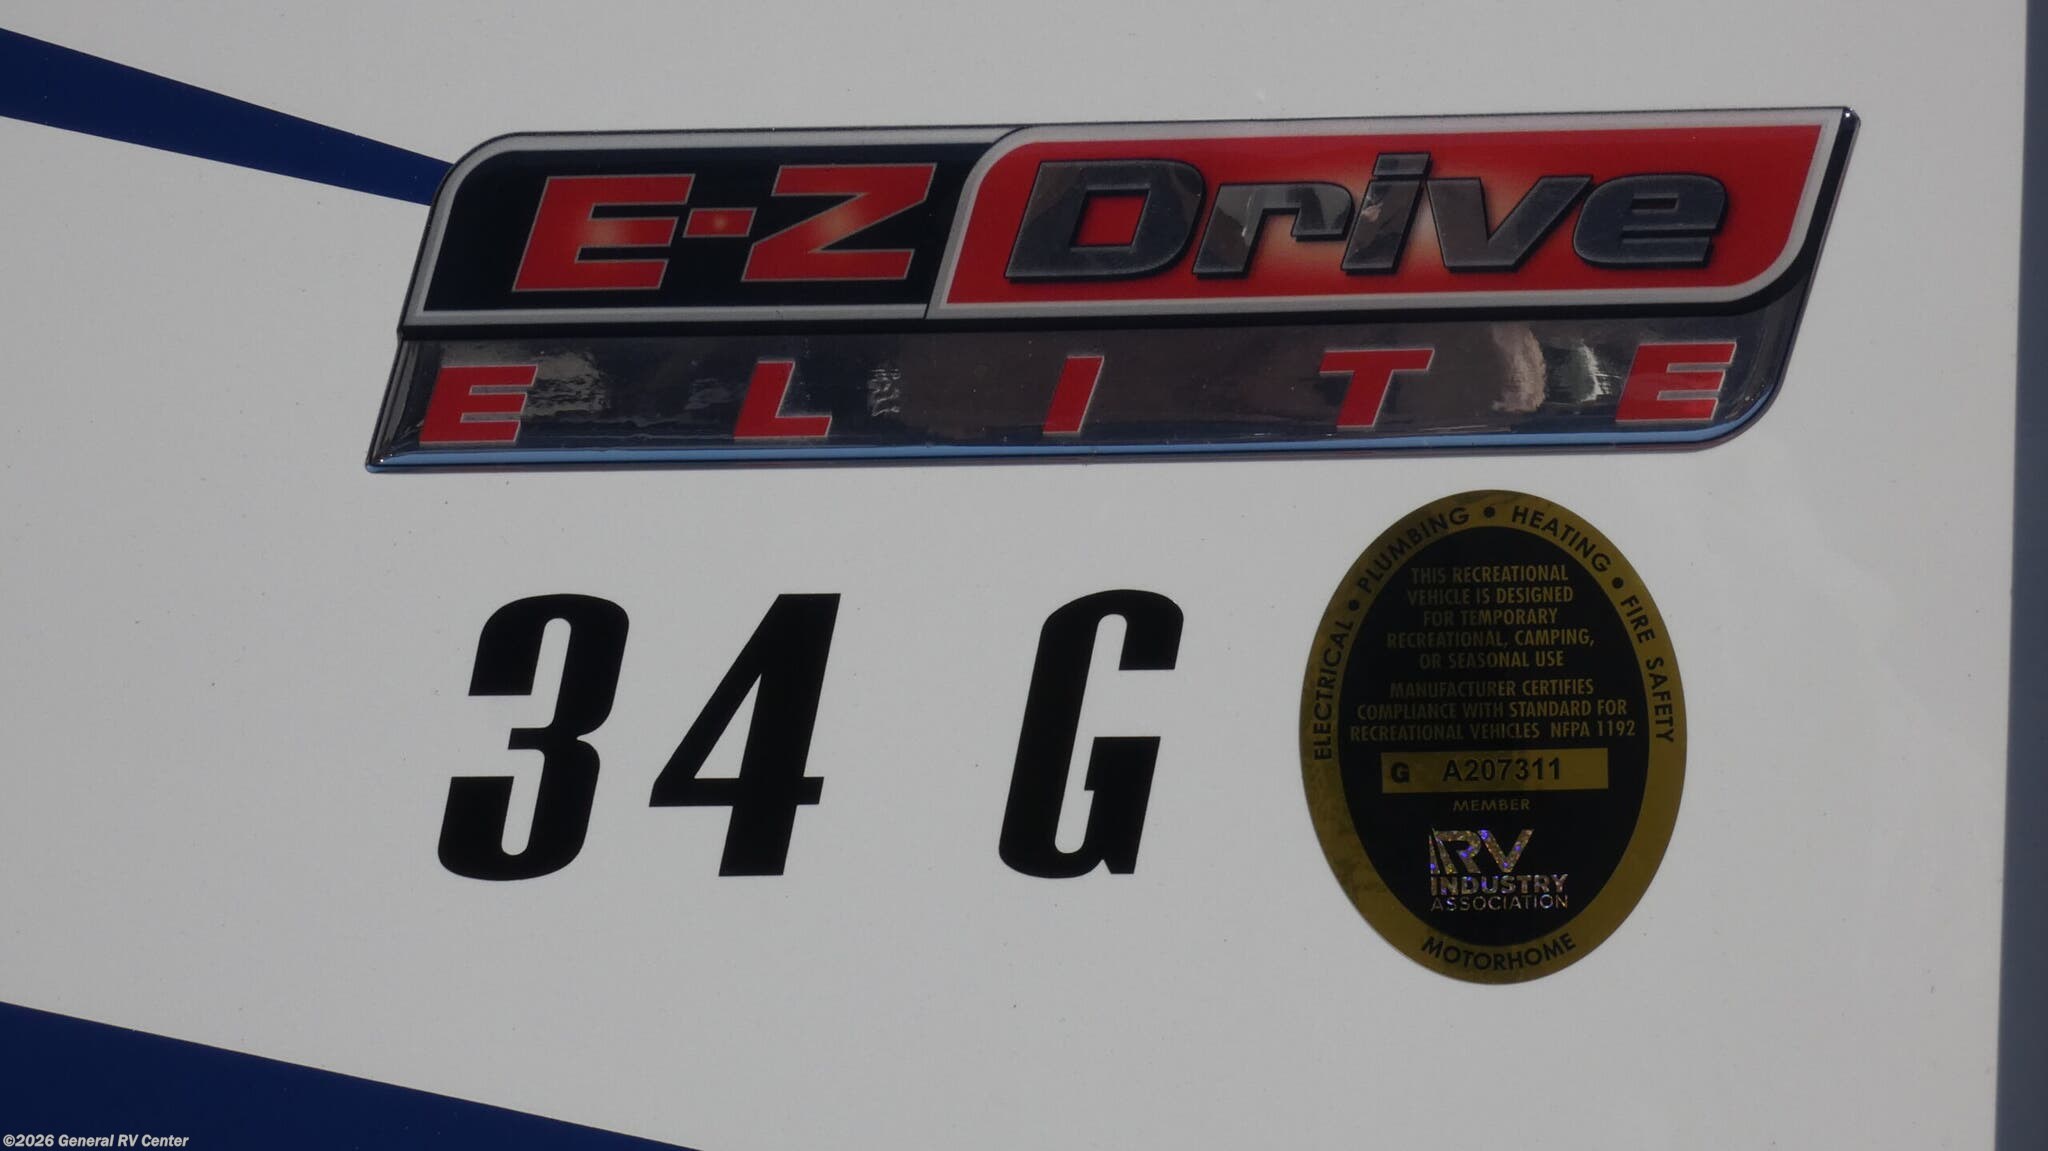 E-Z Drive
ELITE
34 G
ELECTRICAL • PLUMBING • HEATING • FIRE SAFETY
THIS RECREATIONAL
VEHICLE IS DESIGNED
FOR TEMPORARY
RECREATIONAL, CAMPING,
OR SEASONAL USE
MANUFACTURER CERTIFIES
COMPLIANCE WITH STANDARD FOR
RECREATIONAL VEHICLES NFPA 1192
G A207311
MEMBER
RV
INDUSTRY
ASSOCIATION
MOTORHOME
©2026 General RV Center